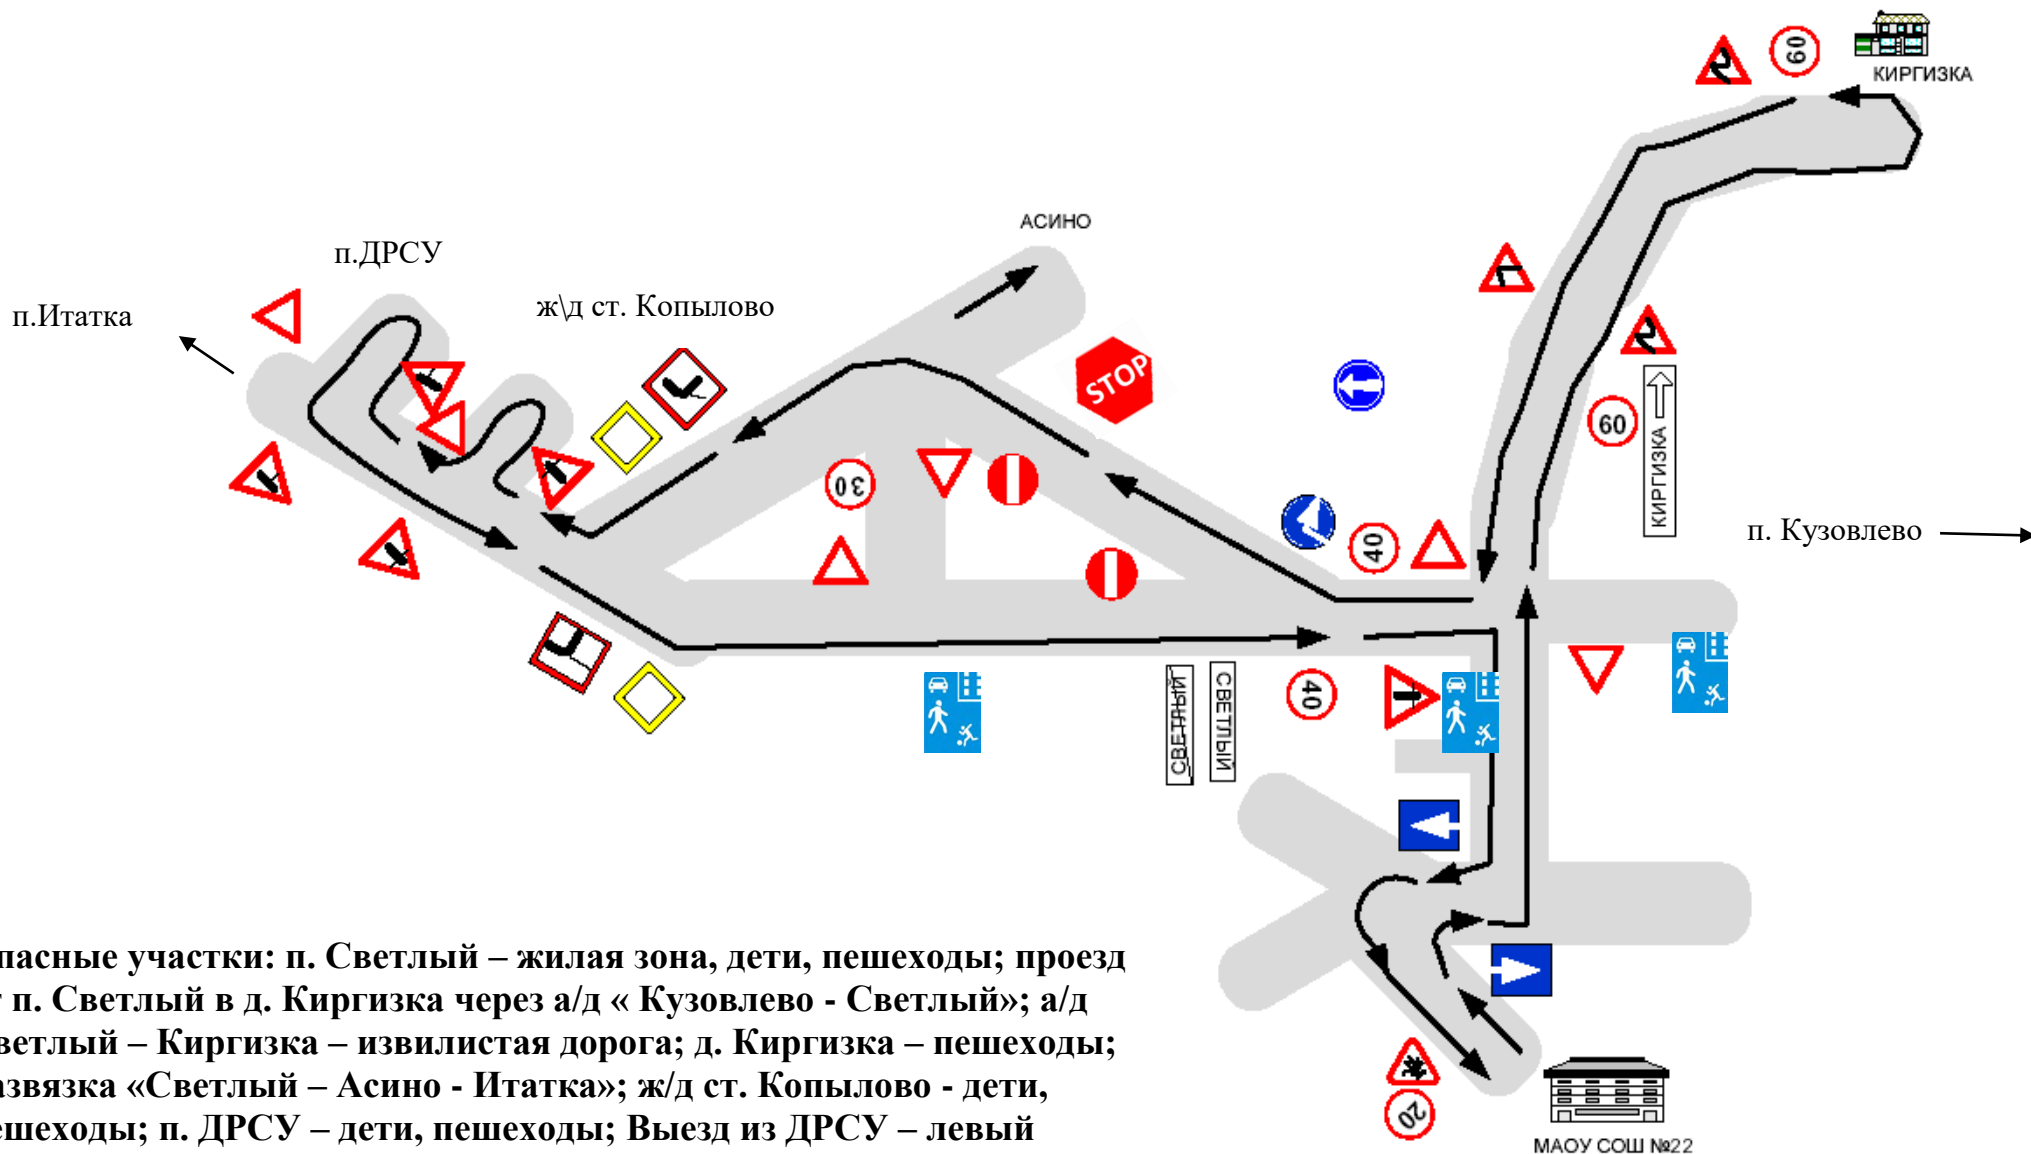 60
КИРГИЗКА
АСИНО
п.ДРСУ
п.Итатка
ж\д ст. Копылово
STOP
60
КИРГИЗКА
30
40
п. Кузовлево
СВЕТЛЫЙ
СВЕТЛЫЙ
40
пасные участки: п. Светлый – жилая зона, дети, пешеходы; проезд
п. Светлый в д. Киргизка через а/д « Кузовлево - Светлый»; а/д
ветлый – Киргизка – извилистая дорога; д. Киргизка – пешеходы;
азвязка «Светлый – Асино - Итатка»; ж/д ст. Копылово - дети,
ешеходы; п. ДРСУ – дети, пешеходы; Выезд из ДРСУ – левый
20
МАОУ СОШ №22